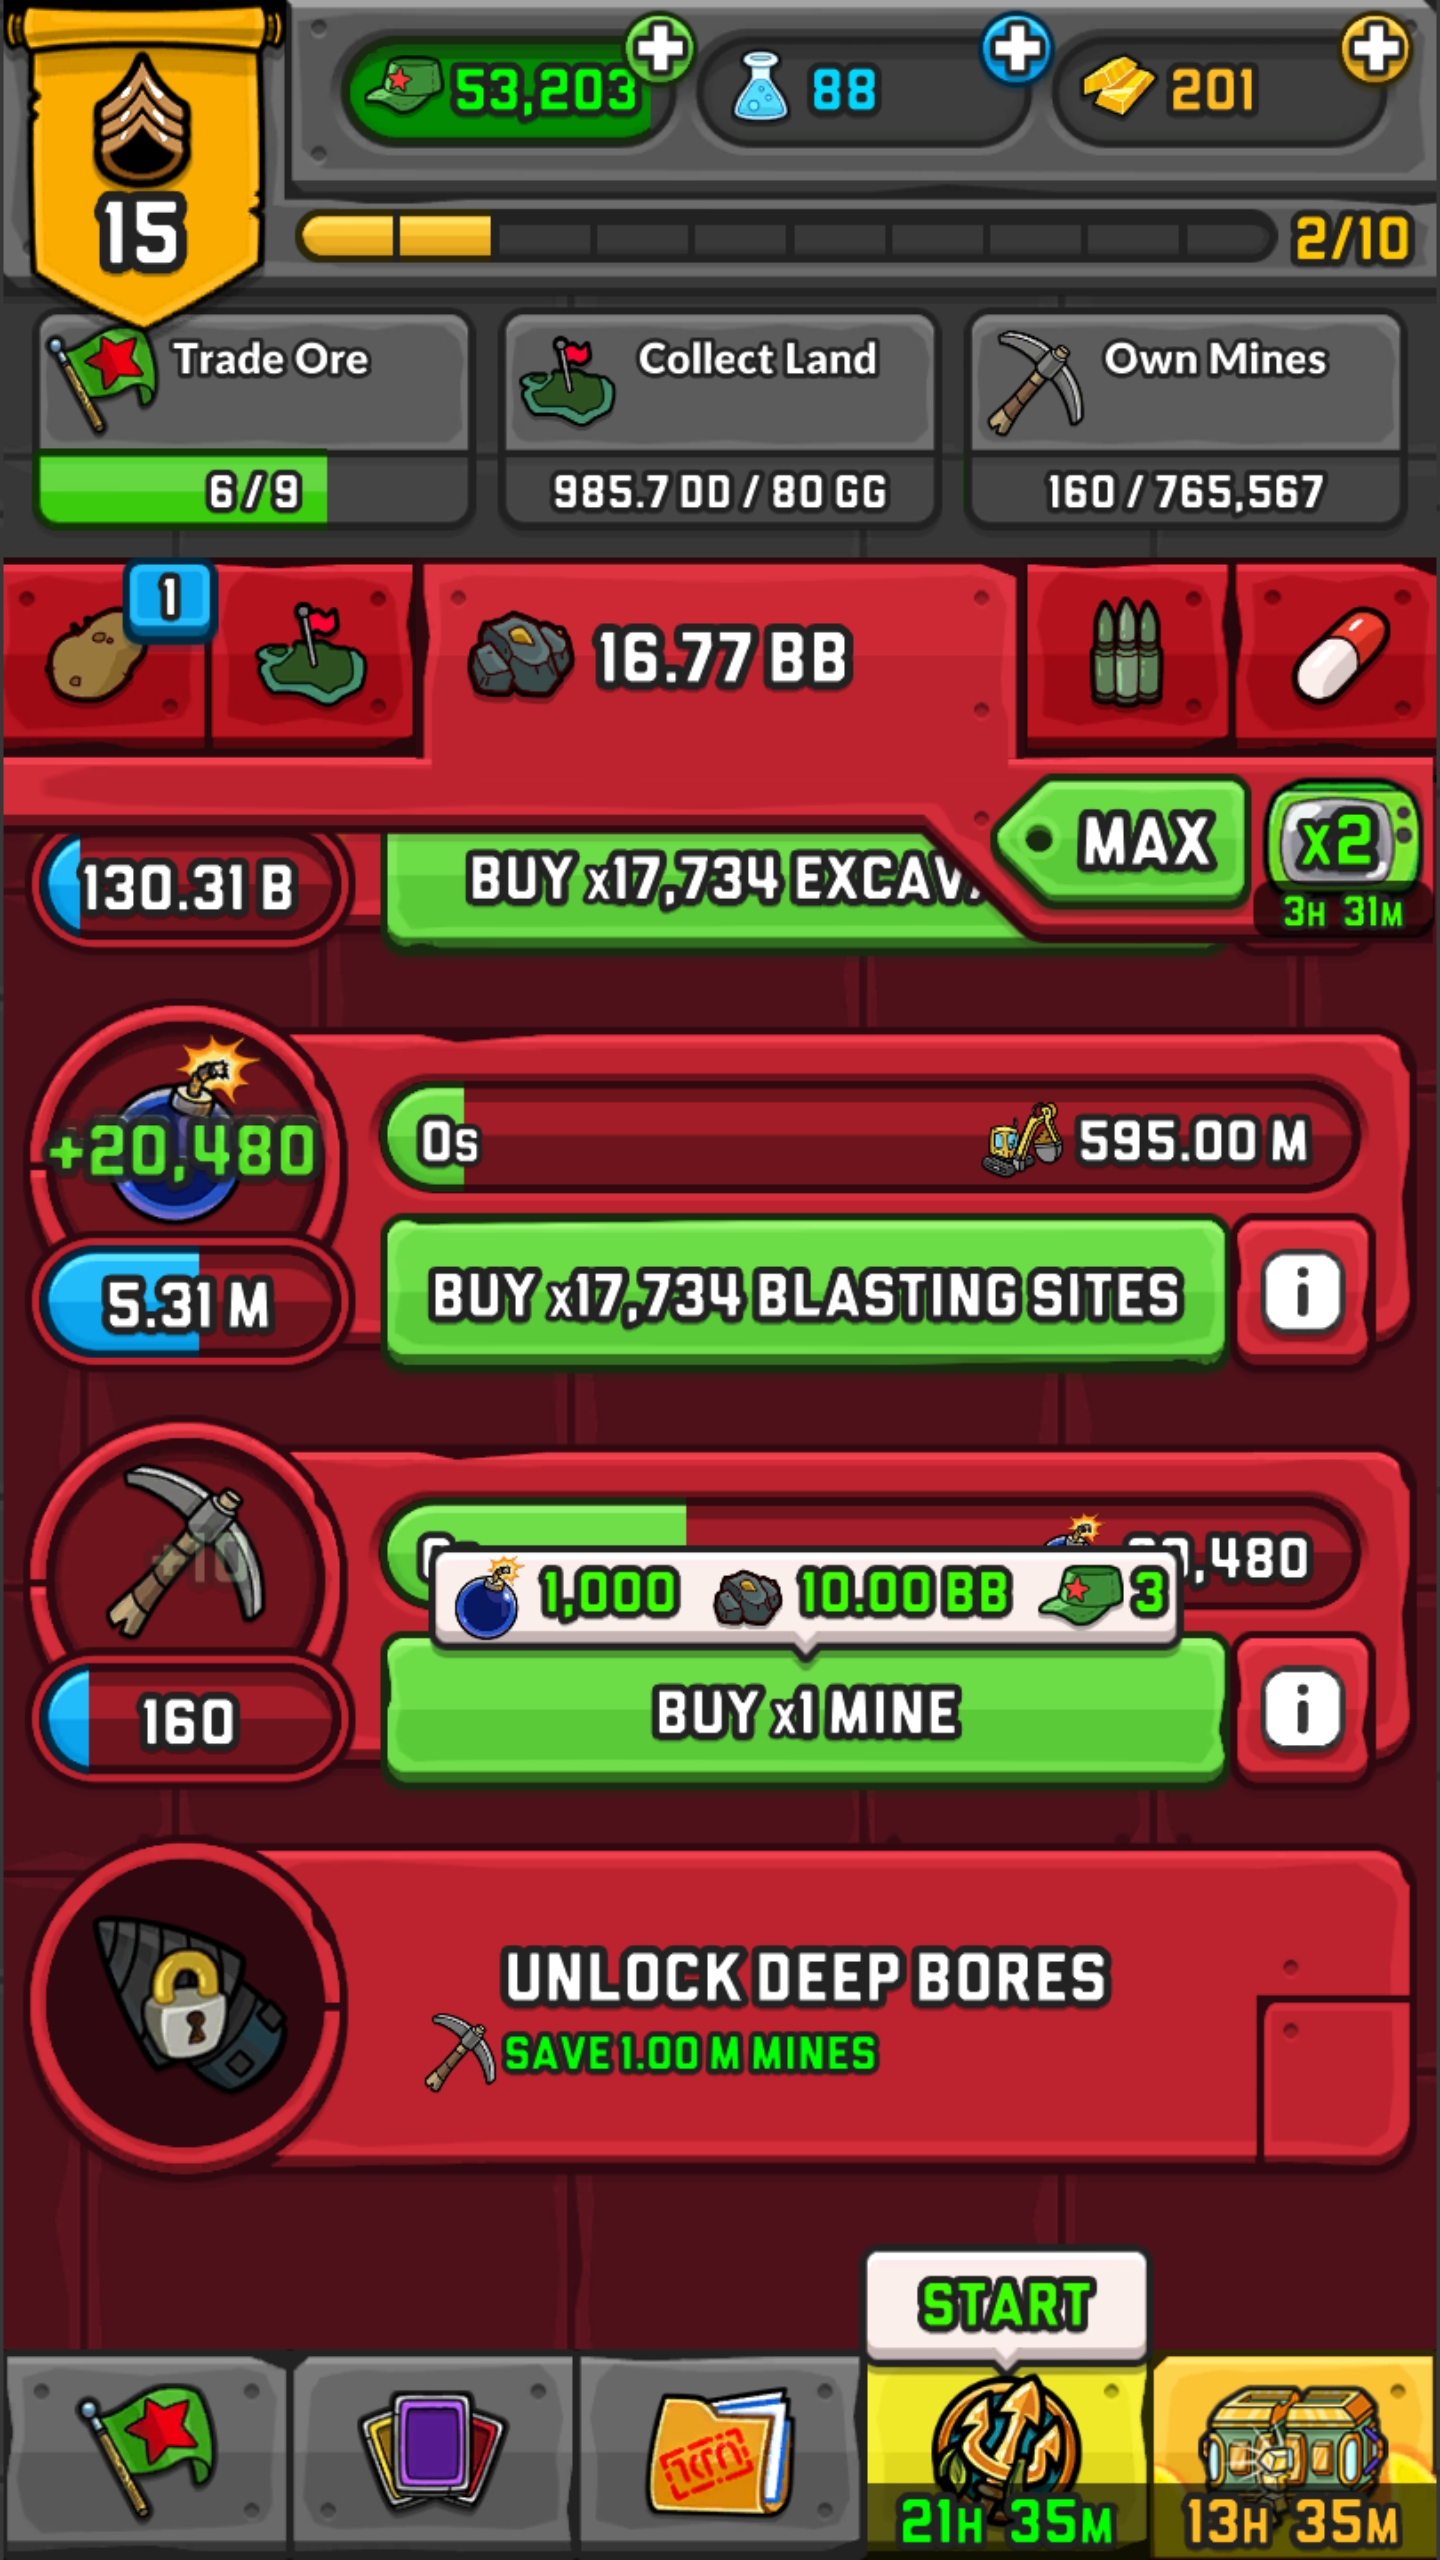 53,203
88
201
15
2/10
Trade Ore
6/9
Collect Land
985.7 DD / 80 GG
Own Mines
160 / 765,567
1
16.77 BB
MAX
x2
3H 31M
130.31 B
BUY x17,734
+20,480
0s
595.00 M
5.31 M
BUY x17,734 BLASTING SITES
i
+10
,480
1,000
10.00 BB
3
160
BUY x1 MINE
i
UNLOCK DEEP BORES
SAVE 1.00 M MINES
START
21H 35M
13H 35M